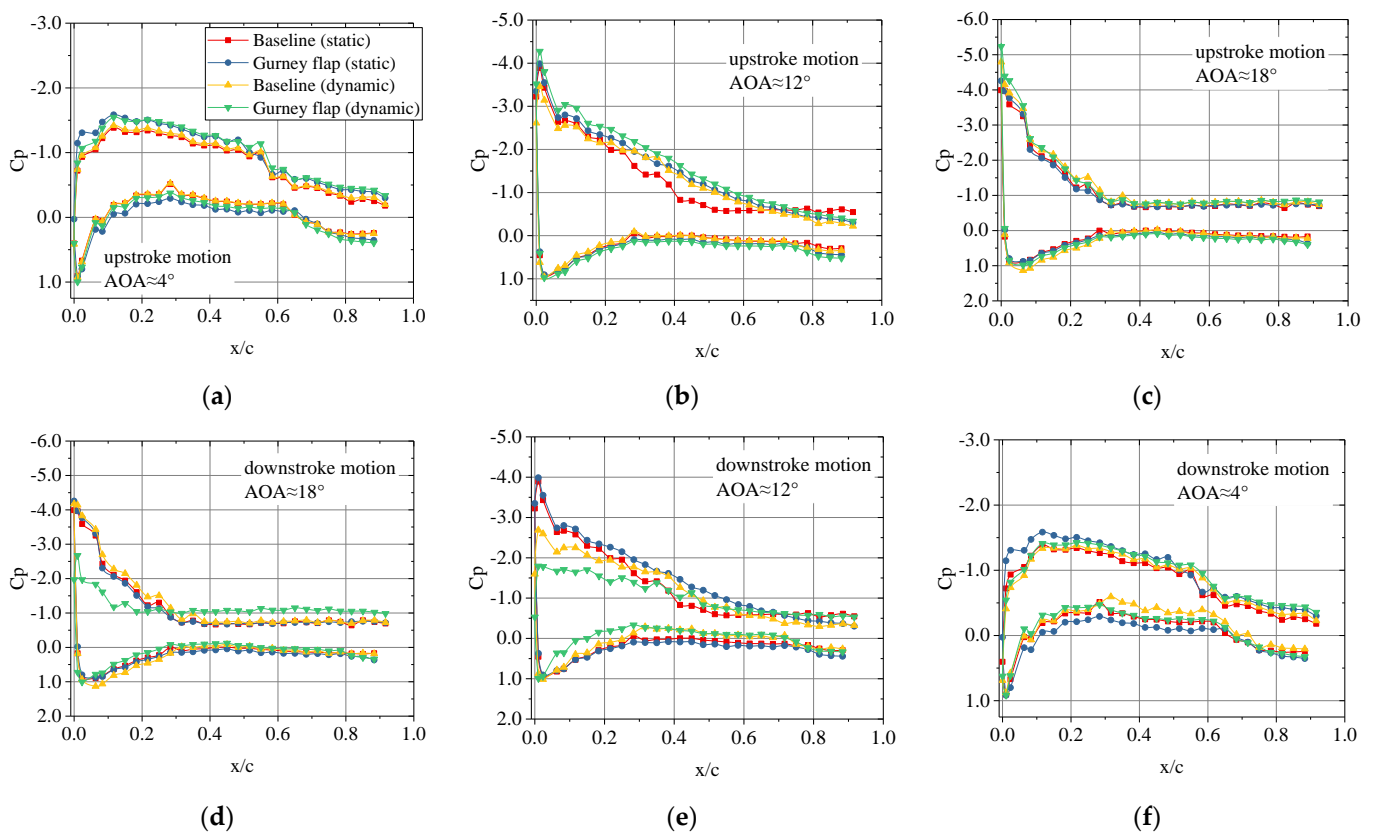 -3.0
-2.0
-1.0
0.0
1.0
Cp
Baseline (static)
Gurney flap (static)
Baseline (dynamic)
Gurney flap (dynamic)
upstroke motion
AOA≈4°
0.0 0.2 0.4 0.6 0.8 1.0
x/c
(a)
-5.0
-4.0
-3.0
-2.0
-1.0
0.0
1.0
Cp
upstroke motion
AOA≈12°
0.0 0.2 0.4 0.6 0.8 1.0
x/c
(b)
-6.0
-5.0
-4.0
-3.0
-2.0
-1.0
0.0
1.0
2.0
Cp
upstroke motion
AOA≈18°
0.0 0.2 0.4 0.6 0.8 1.0
x/c
(c)
-6.0
-5.0
-4.0
-3.0
-2.0
-1.0
0.0
1.0
2.0
Cp
downstroke motion
AOA≈18°
0.0 0.2 0.4 0.6 0.8 1.0
x/c
(d)
-5.0
-4.0
-3.0
-2.0
-1.0
0.0
1.0
2.0
Cp
downstroke motion
AOA≈12°
0.0 0.2 0.4 0.6 0.8 1.0
x/c
(e)
-3.0
-2.0
-1.0
0.0
1.0
Cp
downstroke motion
AOA≈4°
0.0 0.2 0.4 0.6 0.8 1.0
x/c
(f)